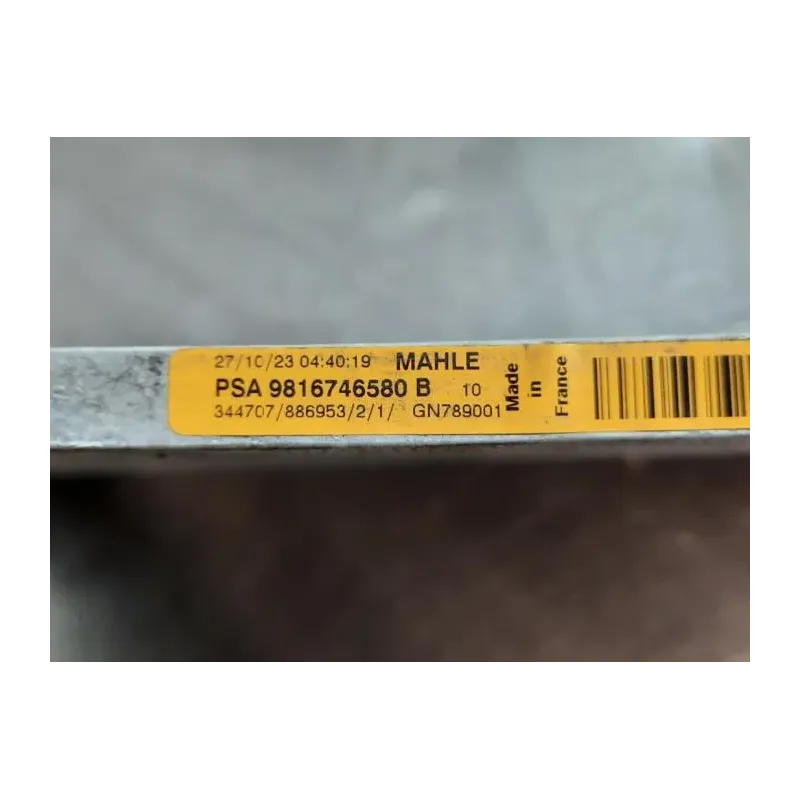 27/10/23 04:40:19 MAHLE
PSA 9816746580 B 10
344707/886953/2/1/ GN789001
Made
in
France